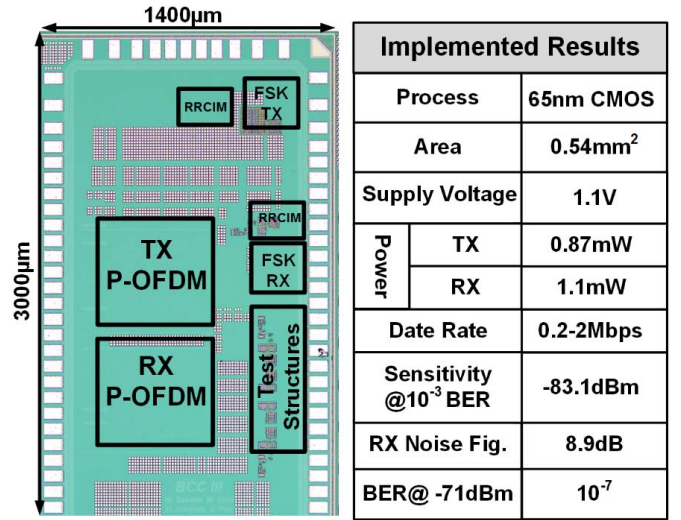 1400µm
3000µm
RRCIM
FSK
TX
RRCIM
FSK
RX
TX
P-OFDM
RX
P-OFDM
Test
Structures
BCC III
Implemented Results
Process 65nm CMOS
Area 0.54mm²
Supply Voltage 1.1V
Power
TX 0.87mW
RX 1.1mW
Date Rate 0.2-2Mbps
Sensitivity
@10⁻³ BER -83.1dBm
RX Noise Fig. 8.9dB
BER@ -71dBm 10⁻⁷